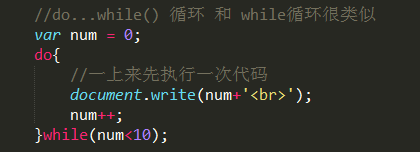 //do...while() 循环 和 while循环很类似
var num = 0;
do{
//一上来先执行一次代码
document.write(num+'<br>');
num++;
}while(num<10);